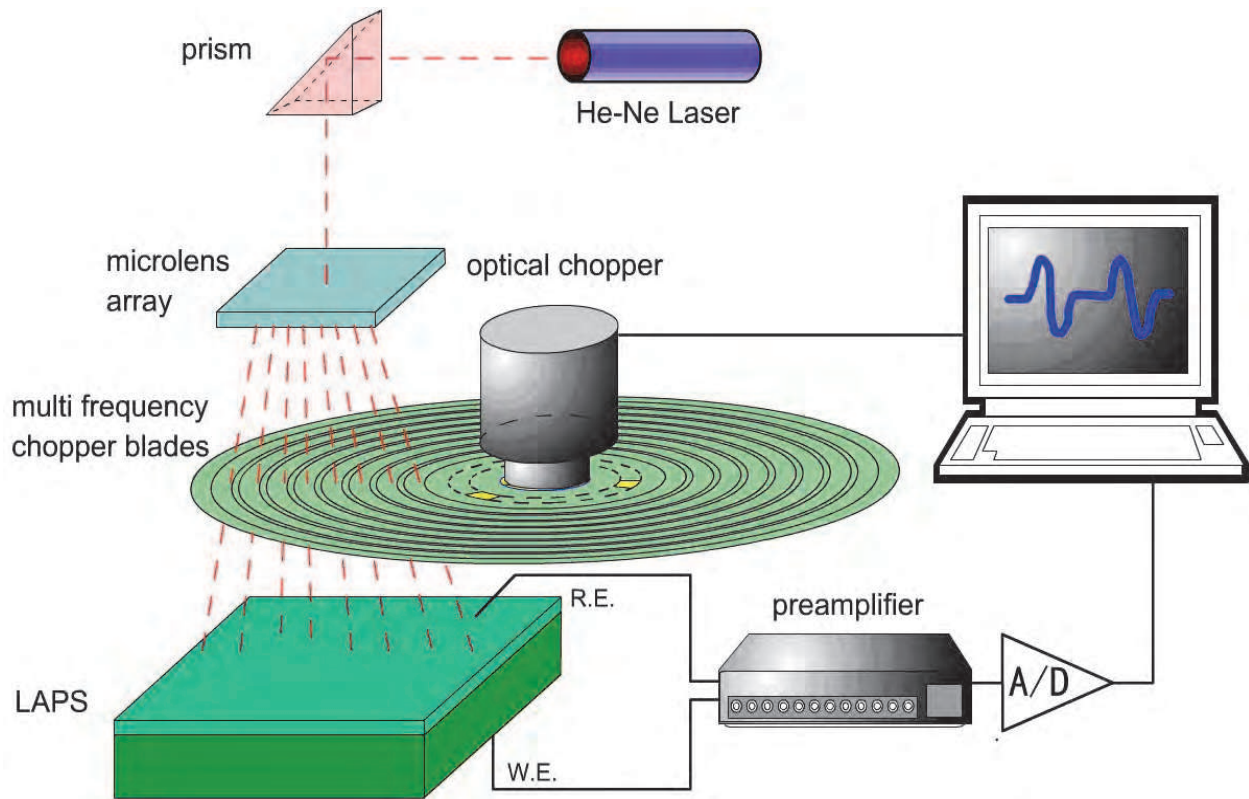 prism
He-Ne Laser
microlens
array
optical chopper
multi frequency
chopper blades
R.E.
preamplifier
A/D
LAPS
W.E.